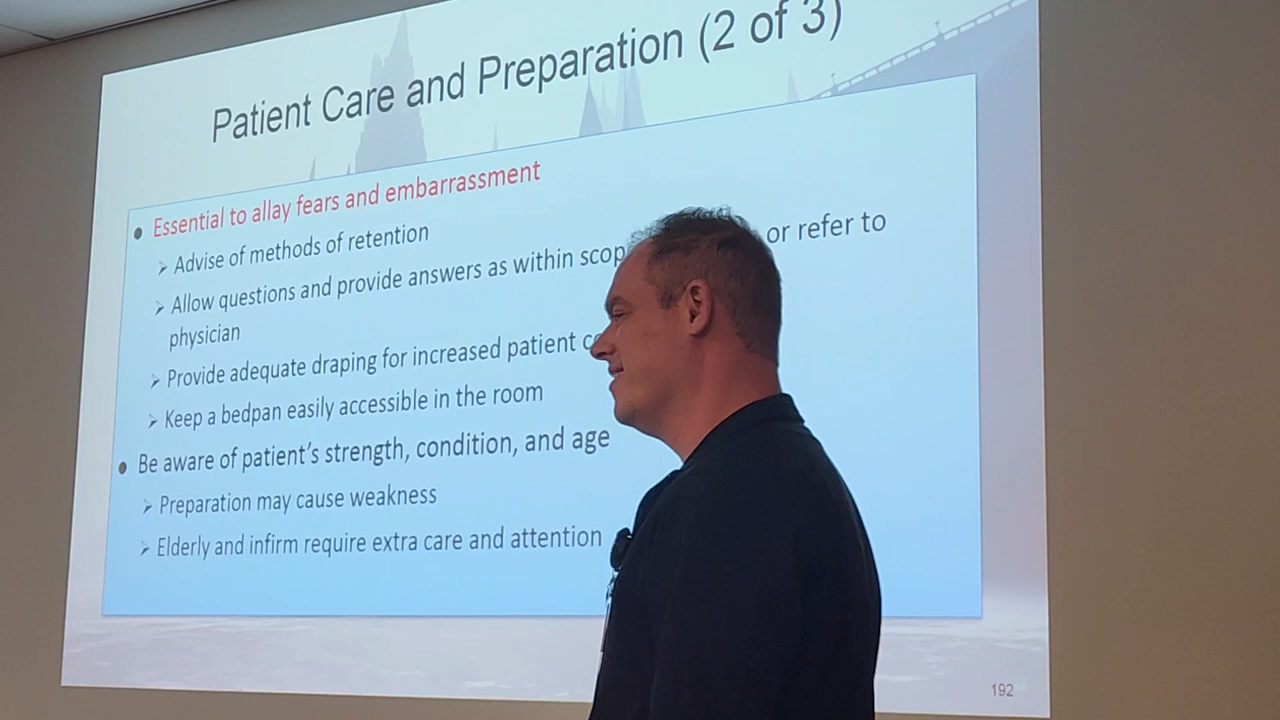 Patient Care and Preparation (2 of 3)
Essential to allay fears and embarrassment
Advise of methods of retention
Allow questions and provide answers as within scop or refer to
physician
Provide adequate draping for increased patient
Keep a bedpan easily accessible in the room
Be aware of patient’s strength, condition, and age
Preparation may cause weakness
Elderly and infirm require extra care and attention
192